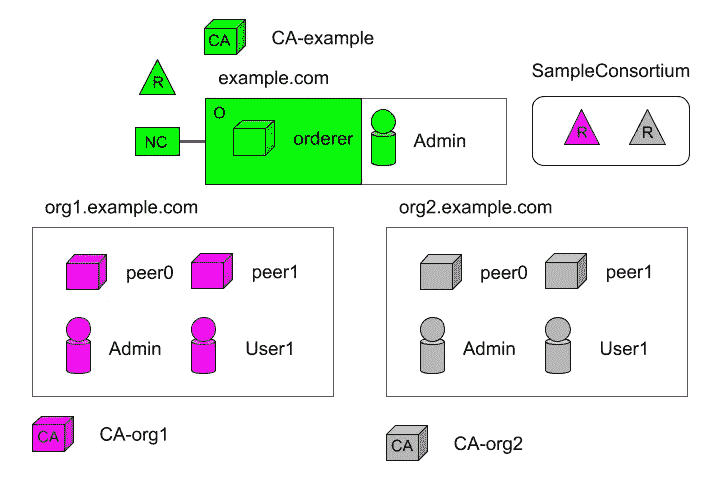 CA CA-example
R
example.com
SampleConsortium
O
R R
NC orderer Admin
org1.example.com org2.example.com
peer0 peer1 peer0 peer1
Admin User1 Admin User1
CA CA-org1 CA CA-org2